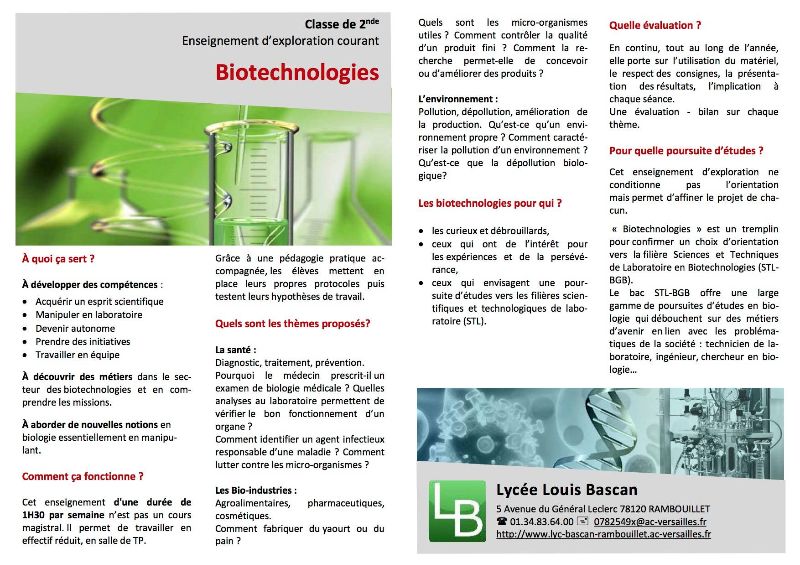 Classe de 2nde
Enseignement d’exploration courant
Biotechnologies
À quoi ça sert ?
À développer des compétences :
• Acquérir un esprit scientifique
• Manipuler en laboratoire
• Devenir autonome
• Prendre des initiatives
• Travailler en équipe
À découvrir des métiers dans le sec-
teur des biotechnologies et en com-
prendre les missions.
À aborder de nouvelles notions en
biologie essentiellement en manipu-
lant.
Comment ça fonctionne ?
Cet enseignement d'une durée de
1H30 par semaine n’est pas un cours
magistral. Il permet de travailler en
effectif réduit, en salle de TP.
Grâce à une pédagogie pratique ac-
compagnée, les élèves mettent en
place leurs propres protocoles puis
testent leurs hypothèses de travail.
Quels sont les thèmes proposés?
La santé :
Diagnostic, traitement, prévention.
Pourquoi le médecin prescrit-il un
examen de biologie médicale ? Quelles
analyses au laboratoire permettent de
vérifier le bon fonctionnement d’un
organe ?
Comment identifier un agent infectieux
responsable d’une maladie ? Comment
lutter contre les micro-organismes ?
Les Bio-industries :
Agroalimentaires, pharmaceutiques,
cosmétiques.
Comment fabriquer du yaourt ou du
pain ?
Quels sont les micro-organismes
utiles ? Comment contrôler la qualité
d’un produit fini ? Comment la re-
cherche permet-elle de concevoir
ou d’améliorer des produits ?
L’environnement :
Pollution, dépollution, amélioration de
la production. Qu’est-ce qu’un envi-
ronnement propre ? Comment caracté-
riser la pollution d’un environnement ?
Qu’est-ce que la dépollution biolo-
gique?
Les biotechnologies pour qui ?
• les curieux et débrouillards,
• ceux qui ont de l’intérêt pour
les expériences et de la persévé-
rance,
• ceux qui envisagent une pour-
suite d’études vers les filières scien-
tifiques et technologiques de labo-
ratoire (STL).
Quelle évaluation ?
En continu, tout au long de l’année,
elle porte sur l’utilisation du matériel,
le respect des consignes, la présenta-
tion des résultats, l’implication à
chaque séance.
Une évaluation - bilan sur chaque
thème.
Pour quelle poursuite d’études ?
Cet enseignement d’exploration ne
conditionne pas l’orientation
mais permet d’affiner le projet de cha-
cun.
« Biotechnologies » est un tremplin
pour confirmer un choix d’orientation
vers la filière Sciences et Techniques
de Laboratoire en Biotechnologies (STL-
BGB).
Le bac STL-BGB offre une large
gamme de poursuites d’études en bio-
logie qui débouchent sur des métiers
d’avenir en lien avec les probléma-
tiques de la société : technicien de la-
boratoire, ingénieur, chercheur en bio-
logie…
LB
Lycée Louis Bascan
5 Avenue du Général Leclerc 78120 RAMBOUILLET
☎ 01.34.83.64.00 0782549x@ac-versailles.fr
http://www.lyc-bascan-rambouillet.ac-versailles.fr